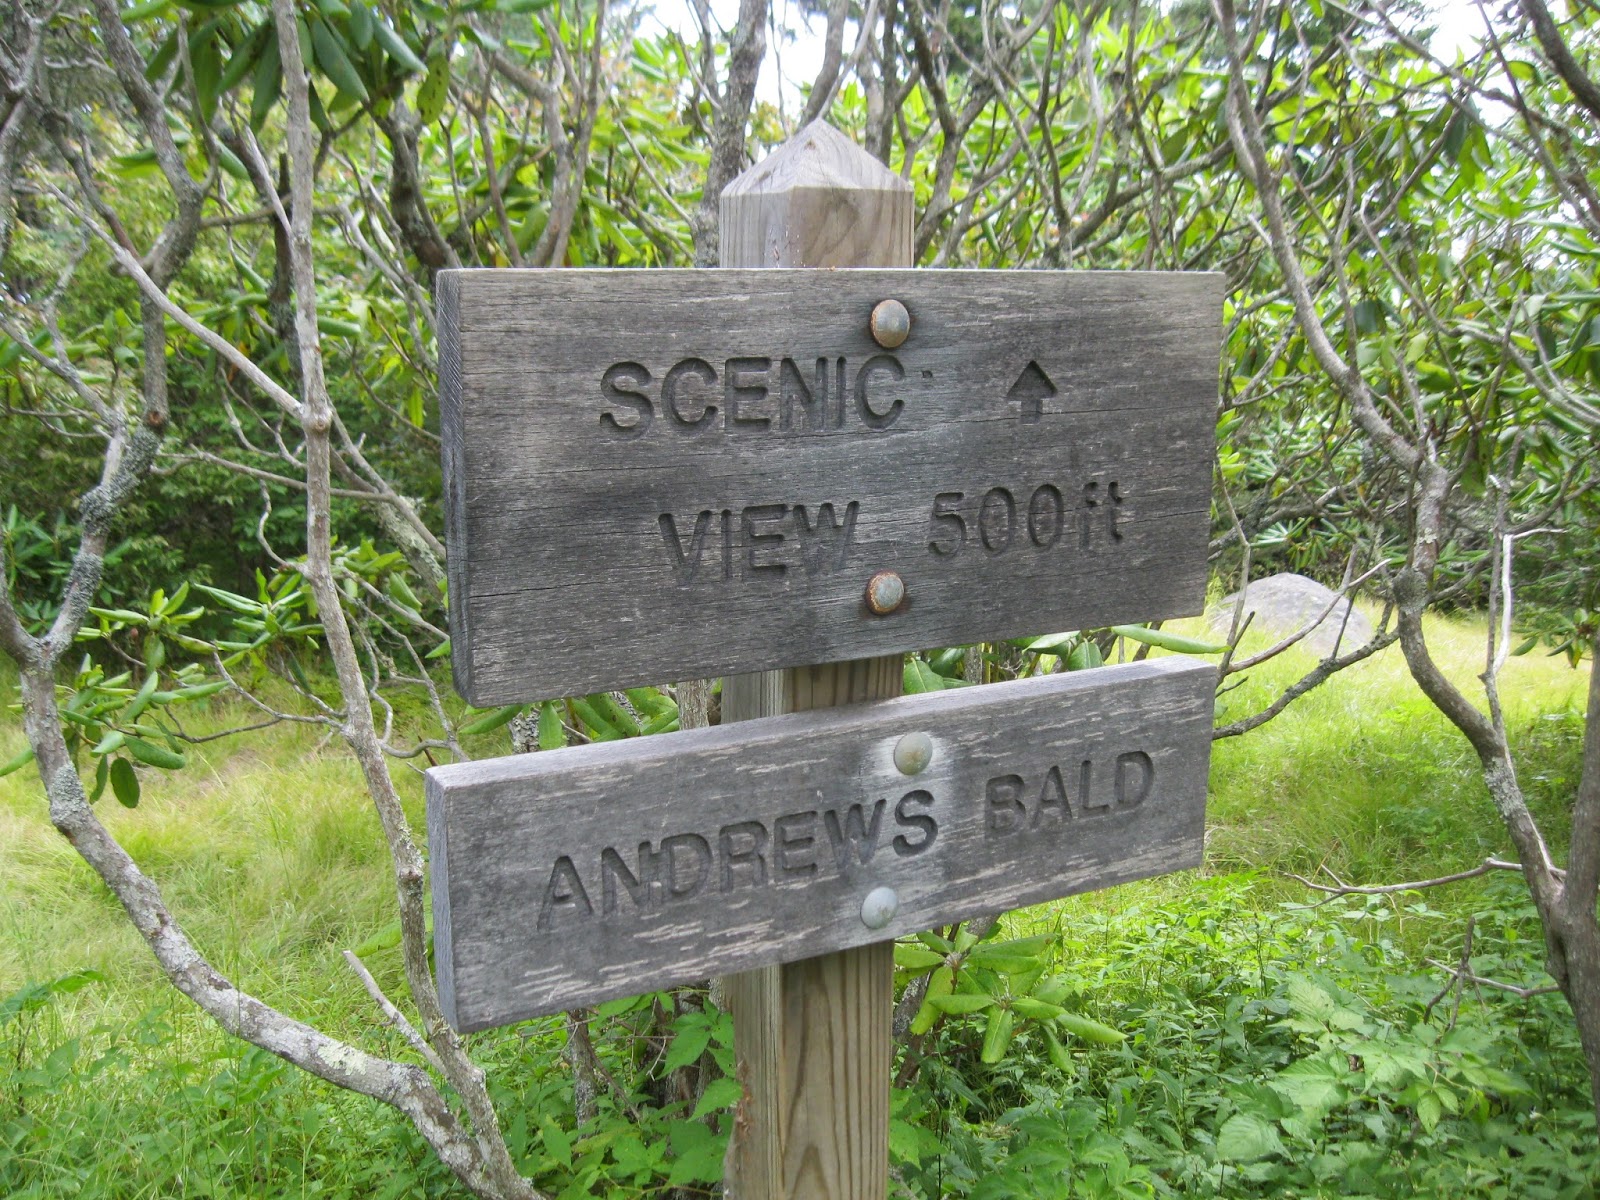 SCENIC ↑
VIEW 500ft
ANDREWS BALD